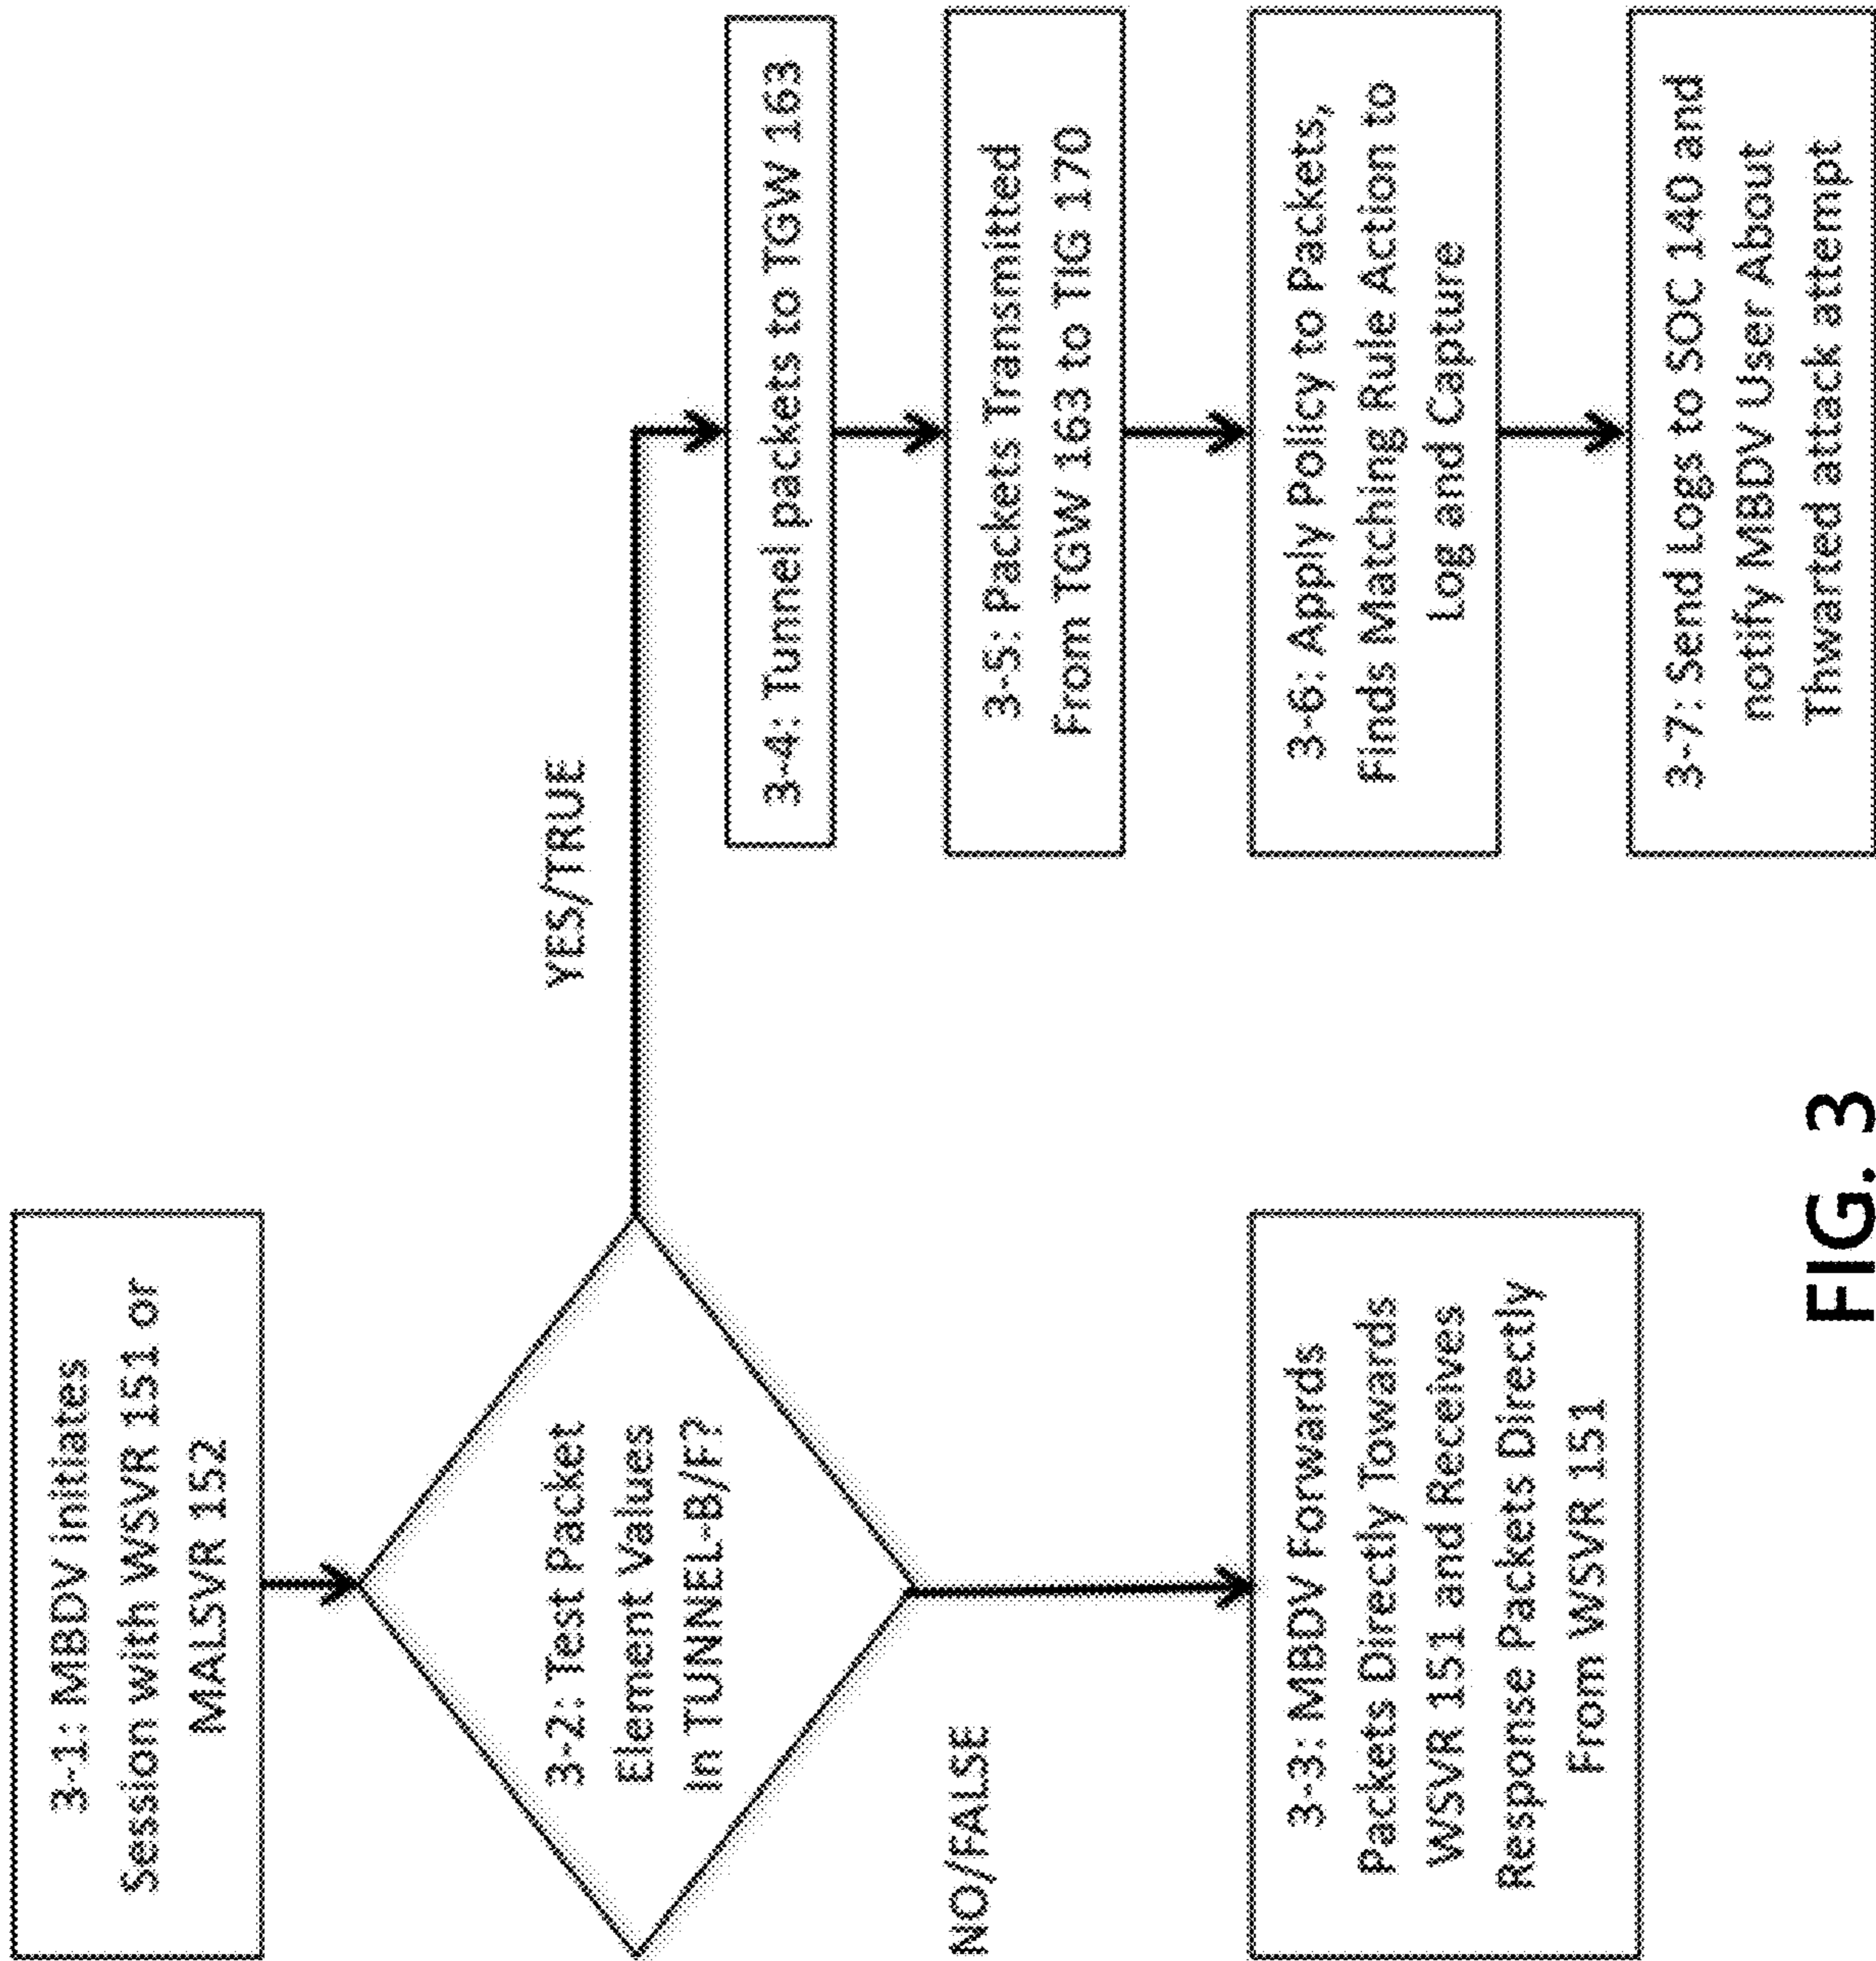 3-1: MBDV initiates
Session with WSVR 151 or
MALSVR 152
3-2: Test Packet
Element Values
In TUNNEL-B/F?
YES/TRUE
NO/FALSE
3-3: MBDV Forwards
Packets Directly Towards
WSVR 151 and Receives
Response Packets Directly
From WSVR 151
3-4: Tunnel packets to TGW 163
3-5: Packets Transmitted
From TGW 163 to TIG 170
3-6: Apply Policy to Packets,
Finds Matching Rule Action to
Log and Capture
3-7: Send Logs to SOC 140 and
notify MBDV User About
Thwarted attack attempt
FIG. 3